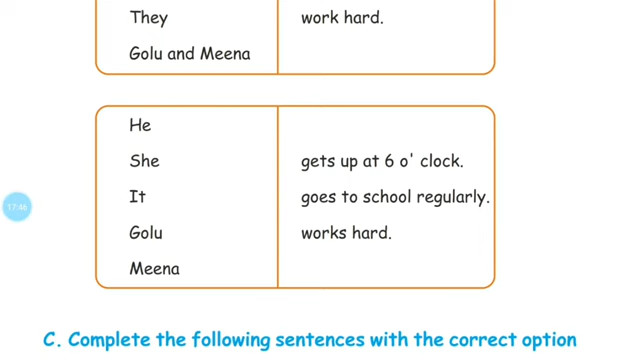 They work hard.
Golu and Meena
He
She gets up at 6 o' clock.
It goes to school regularly.
Golu works hard.
Meena
17:46
C. Complete the following sentences with the correct option